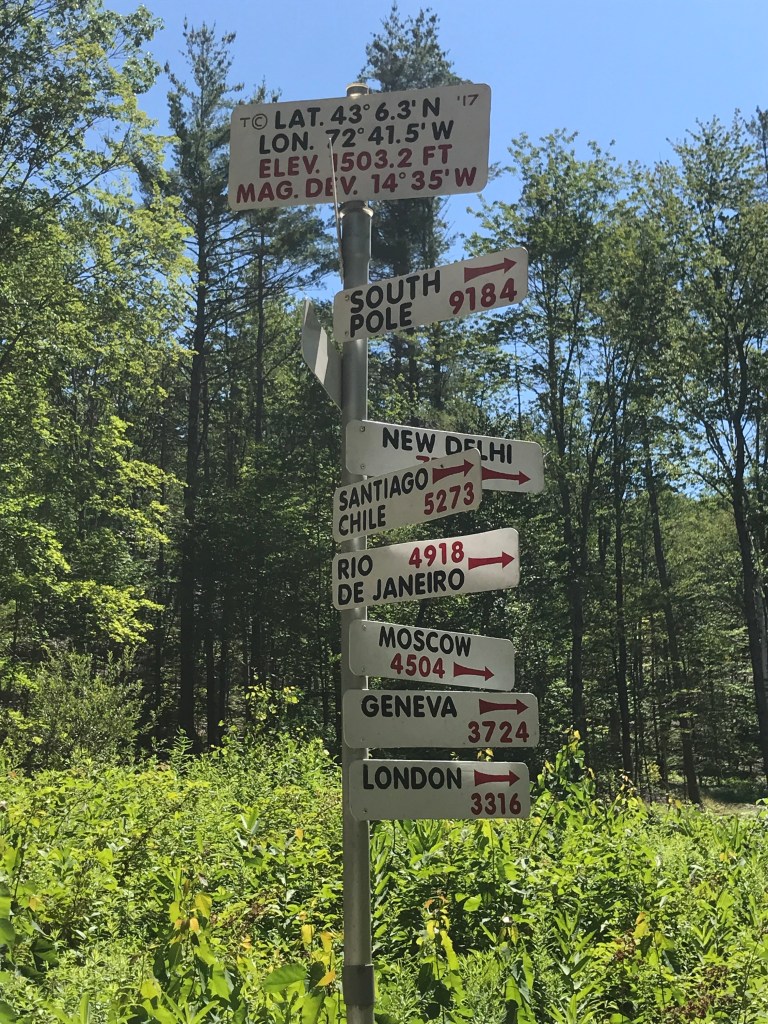 T© LAT. 43° 6.3' N '17
LON. 72° 41.5' W
ELEV. 1503.2 FT
MAG. DEV. 14° 35' W
SOUTH
POLE 9184
NEW DELHI
SANTIAGO
CHILE 5273
RIO 4918
DE JANEIRO
MOSCOW
4504
GENEVA
3724
LONDON
3316